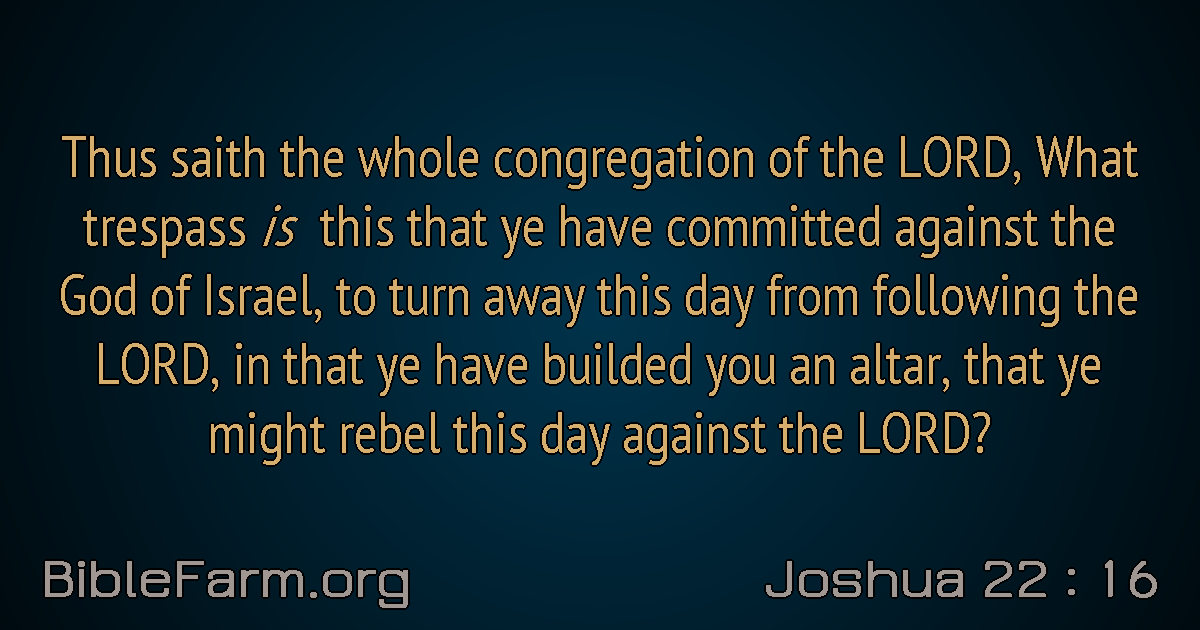 Thus saith the whole congregation of the LORD, What
trespass is this that ye have committed against the
God of Israel, to turn away this day from following the
LORD, in that ye have builded you an altar, that ye
might rebel this day against the LORD?
BibleFarm.org
Joshua 22 : 16